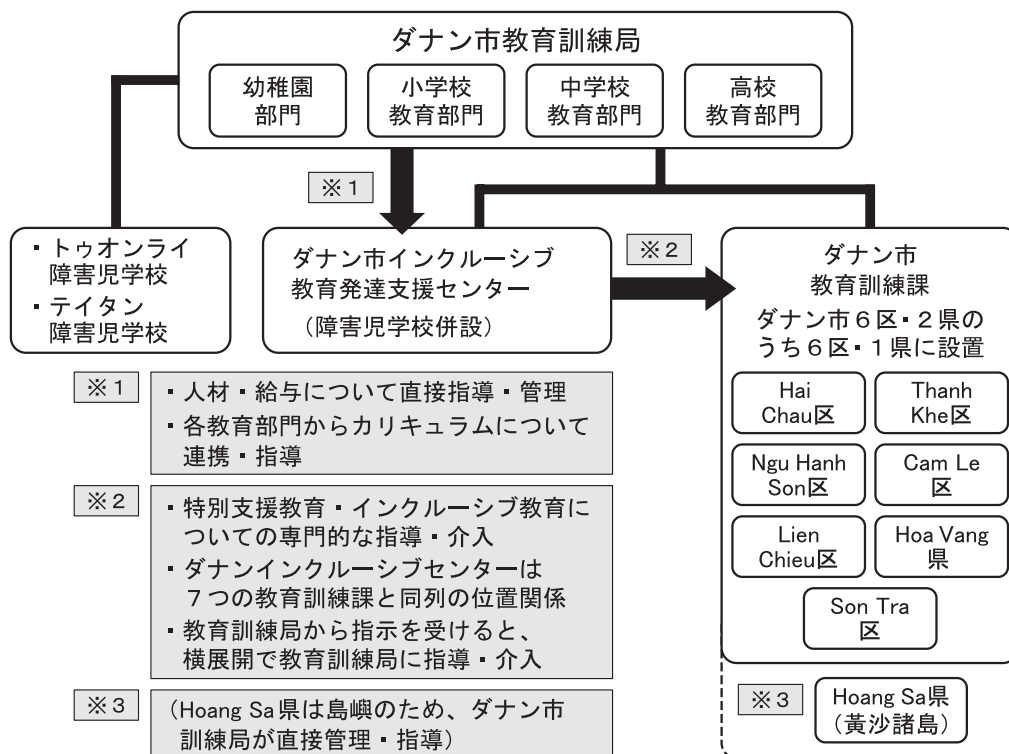 ダナン市教育訓練局
幼稚園
部門
小学校
教育部門
中学校
教育部門
高校
教育部門
※1
・トゥオンライ
障害児学校
・テイタン
障害児学校
ダナン市インクルーシブ
教育発達支援センター
（障害児学校併設）
※2
ダナン市
教育訓練課
ダナン市6区・2県の
うち6区・1県に設置
Hai
Chau区
Thanh
Khe区
Ngu Hanh
Son区
Cam Le
区
Lien
Chieu区
Hoa Vang
県
Son Tra
区
※3
Hoang Sa県
（黄沙諸島）
※1
・人材・給与について直接指導・管理
・各教育部門からカリキュラムについて
連携・指導
※2
・特別支援教育・インクルーシブ教育に
ついての専門的な指導・介入
・ダナンインクルーシブセンターは
７つの教育訓練課と同列の位置関係
・教育訓練局から指示を受けると、
横展開で教育訓練局に指導・介入
※3
（Hoang Sa県は島嶼のため、ダナン市
訓練局が直接管理・指導）